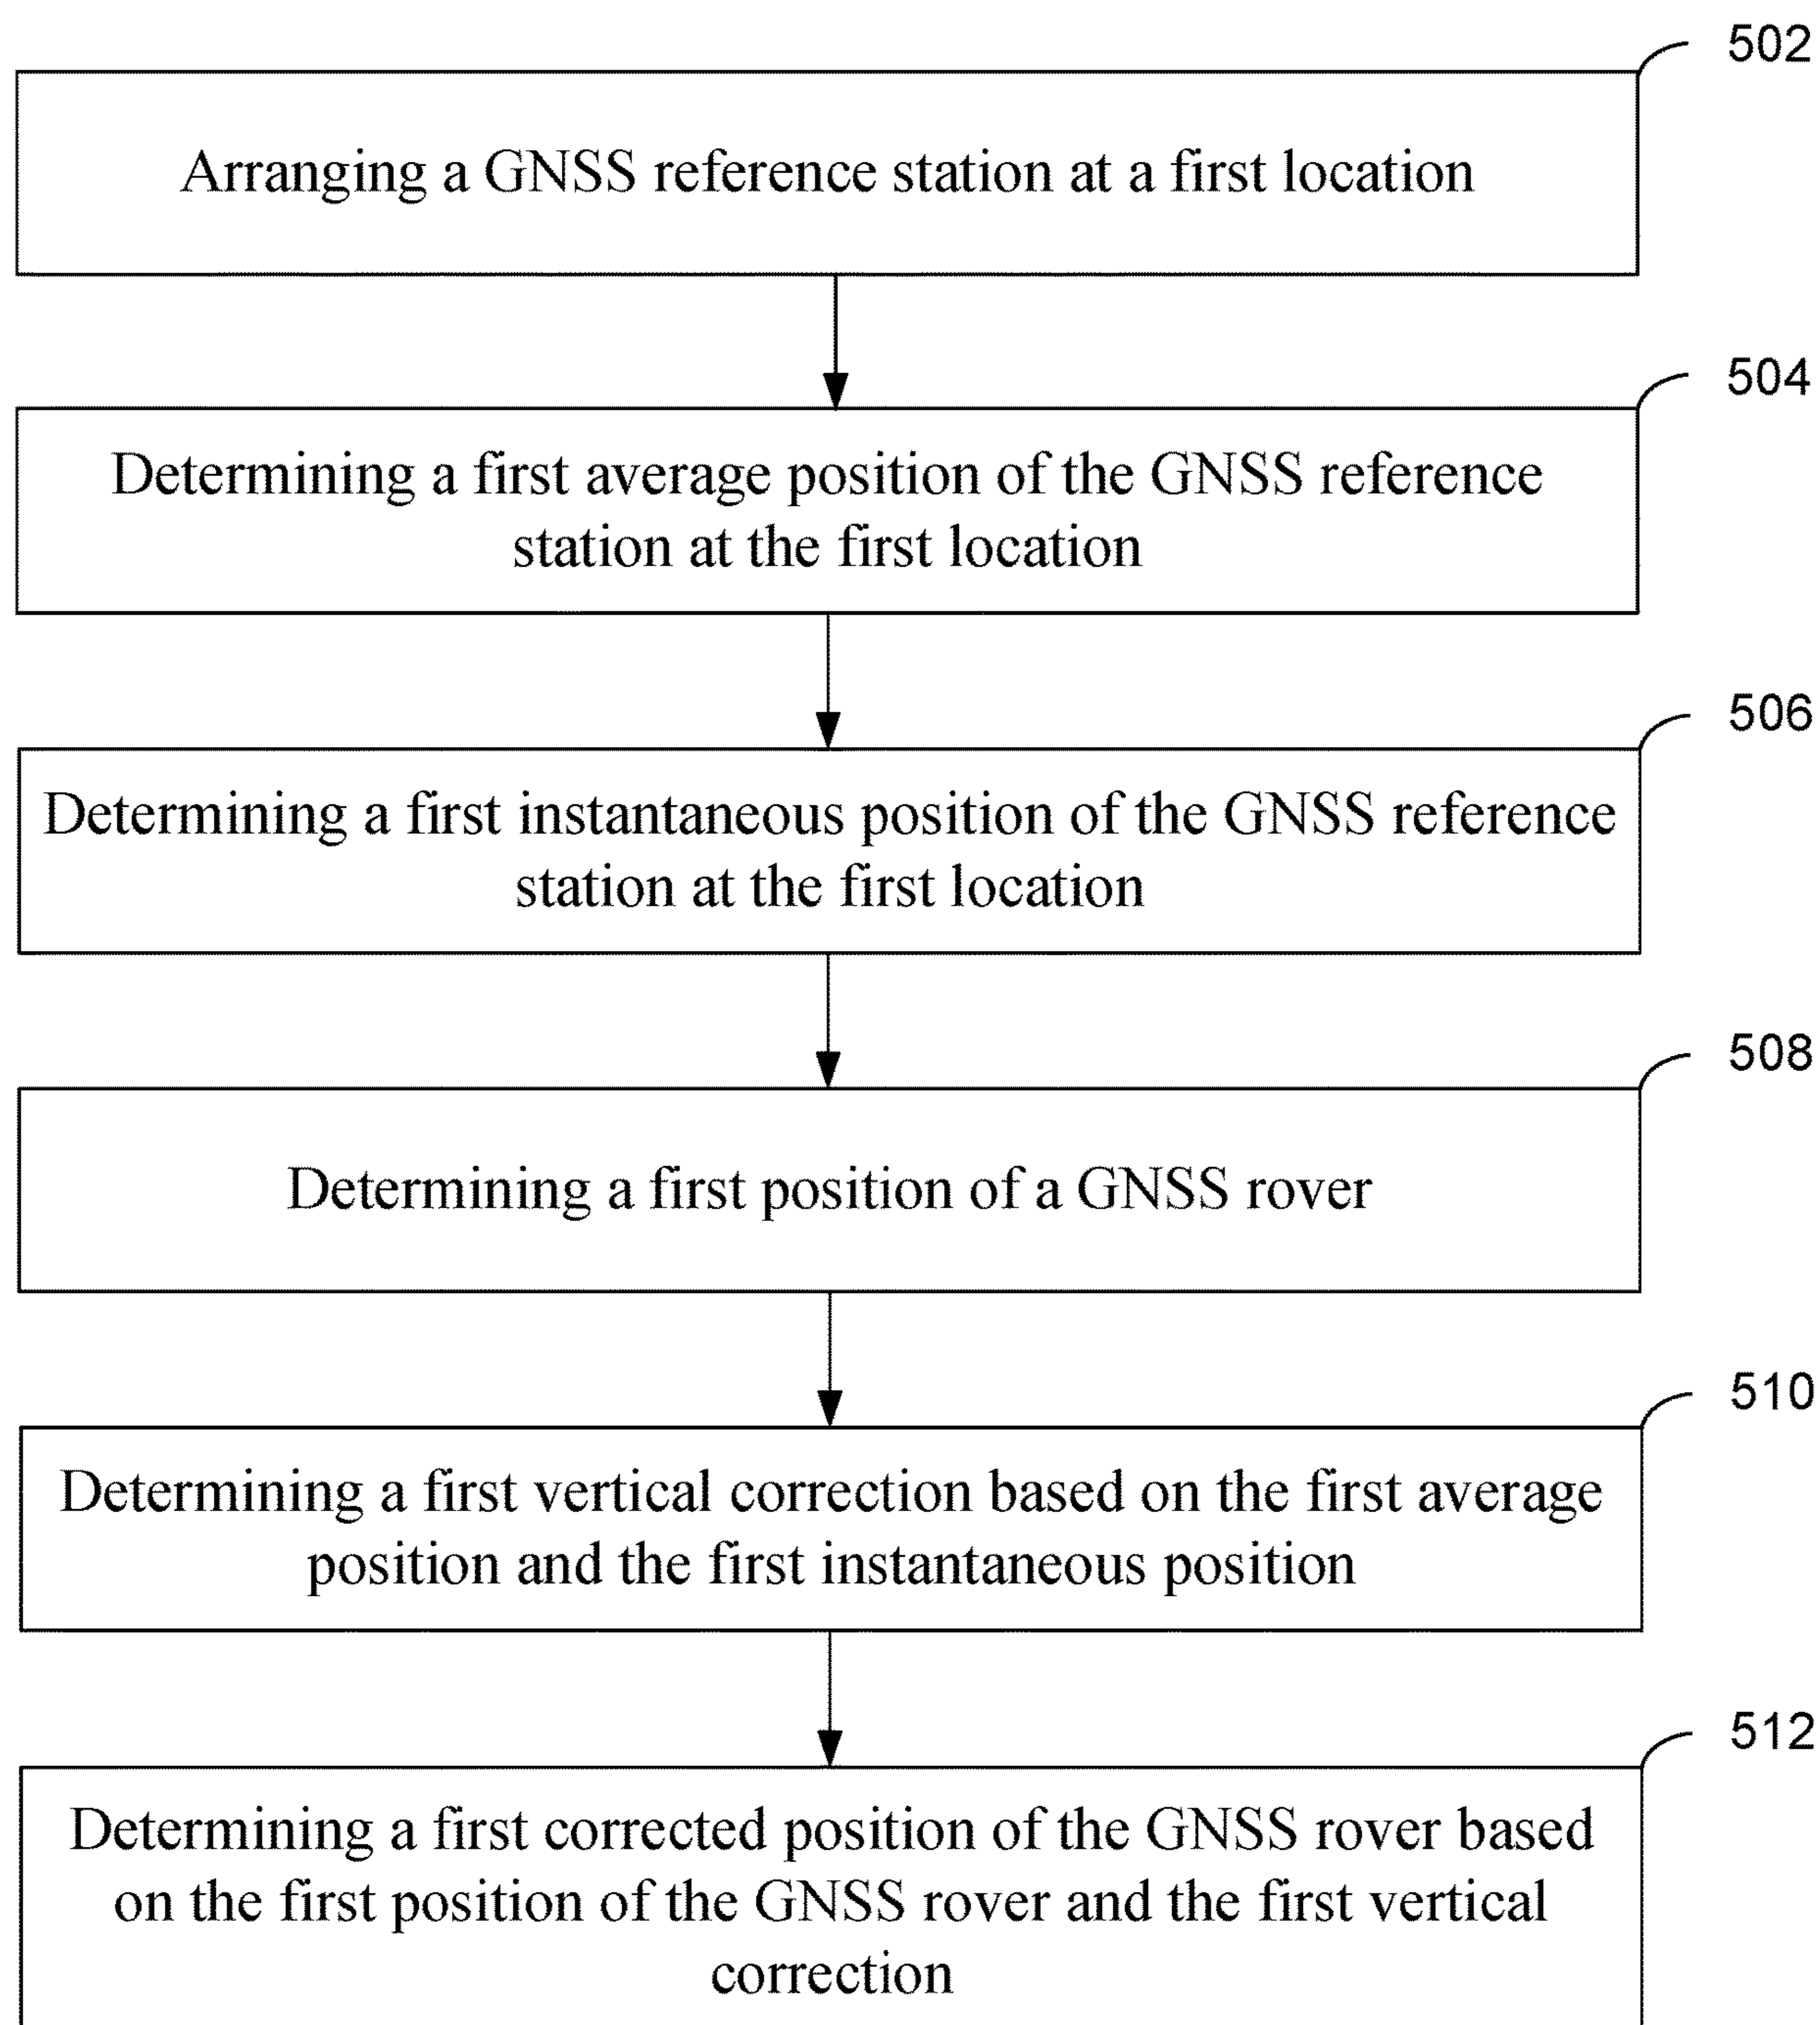 502
Arranging a GNSS reference station at a first location
504
Determining a first average position of the GNSS reference
station at the first location
506
Determining a first instantaneous position of the GNSS reference
station at the first location
508
Determining a first position of a GNSS rover
510
Determining a first vertical correction based on the first average
position and the first instantaneous position
512
Determining a first corrected position of the GNSS rover based
on the first position of the GNSS rover and the first vertical
correction